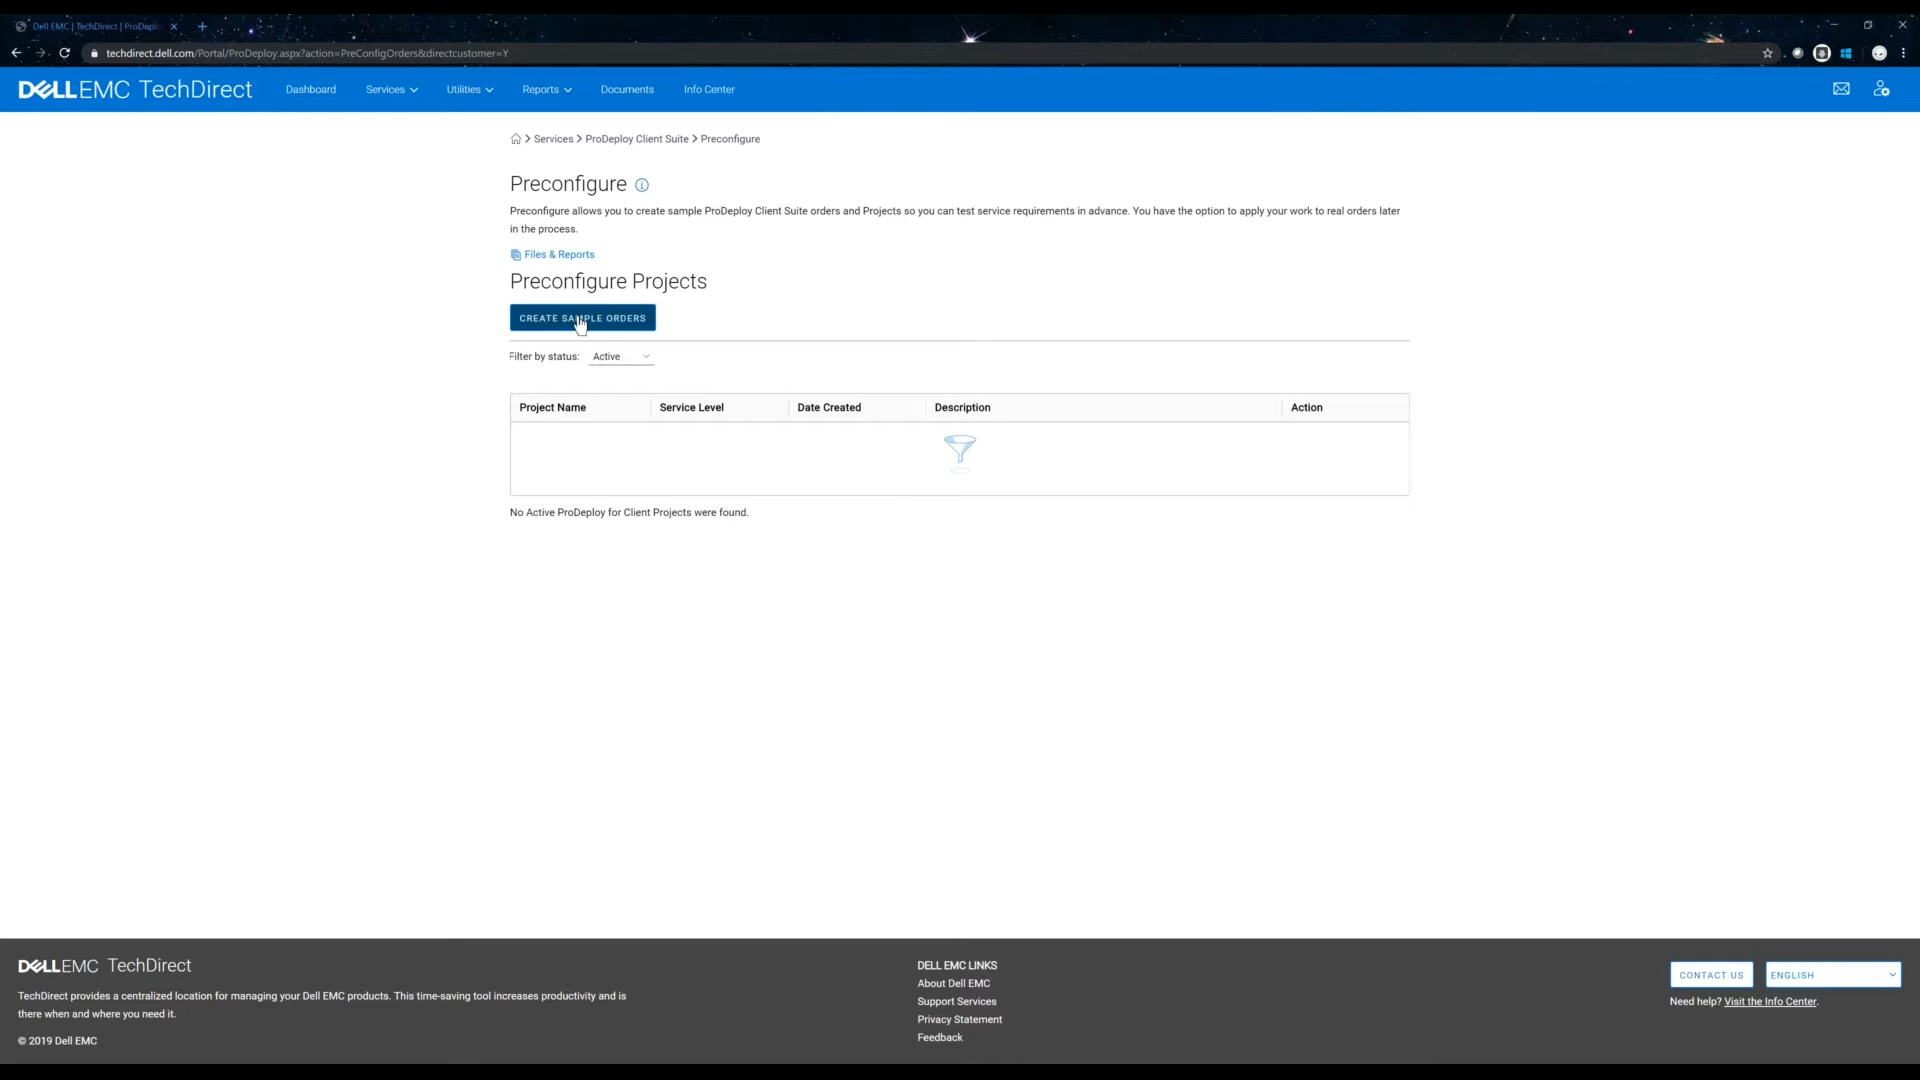 Dell EMC | TechDirect | ProDeplo
techdirect.dell.com/Portal/ProDeploy.aspx?action=PreConfigOrders&directcustomer=Y
DELLEMC TechDirect
Dashboard
Services
Utilities
Reports
Documents
Info Center
> Services > ProDeploy Client Suite > Preconfigure
Preconfigure
Preconfigure allows you to create sample ProDeploy Client Suite orders and Projects so you can test service requirements in advance. You have the option to apply your work to real orders later
in the process.
Files & Reports
Preconfigure Projects
CREATE SAMPLE ORDERS
Filter by status: Active
Project Name
Service Level
Date Created
Description
Action
No Active ProDeploy for Client Projects were found.
DELLEMC TechDirect
TechDirect provides a centralized location for managing your Dell EMC products. This time-saving tool increases productivity and is
there when and where you need it.
© 2019 Dell EMC
DELL EMC LINKS
About Dell EMC
Support Services
Privacy Statement
Feedback
CONTACT US
ENGLISH
Need help? Visit the Info Center.